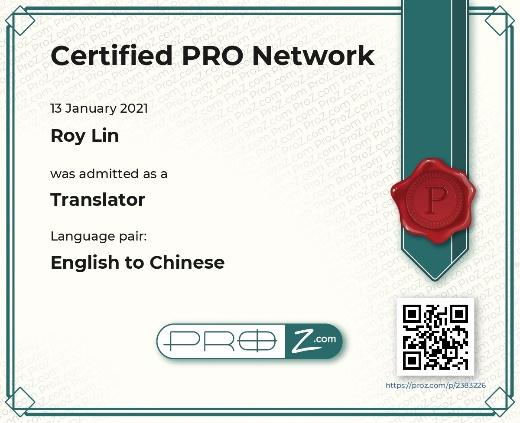 Certified PRO Network
13 January 2021
Roy Lin
was admitted as a
Translator
Language pair:
English to Chinese
P
PROZ.com
https://proz.com/p/2383226